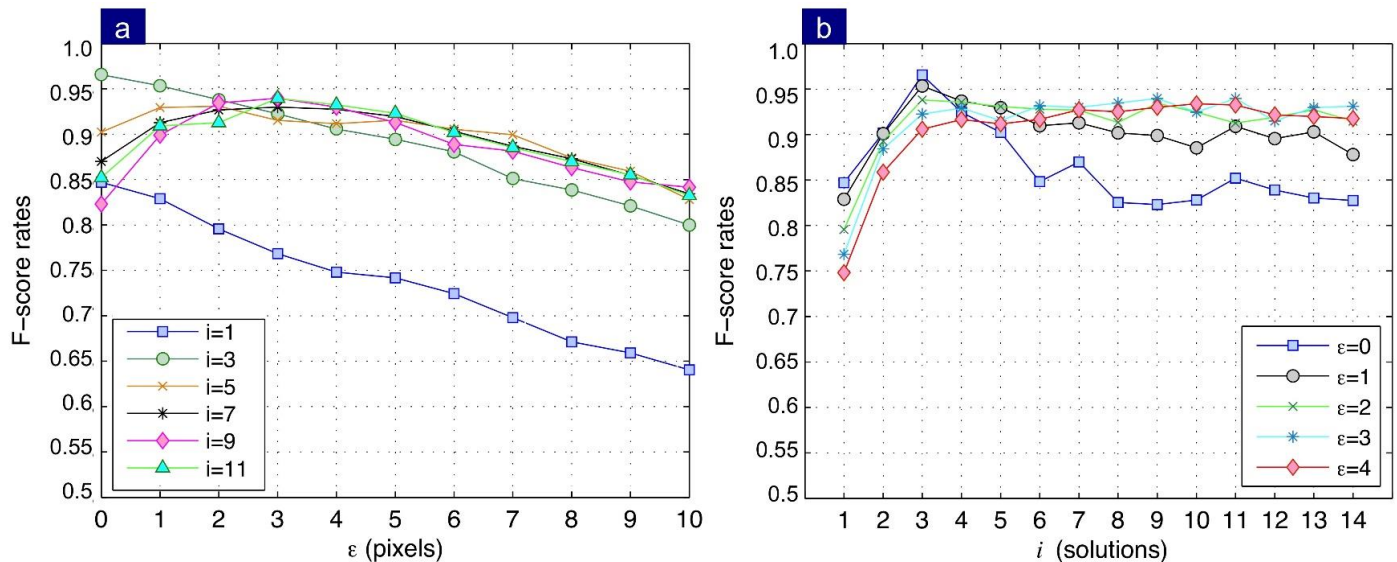 a
1.0
0.95
0.9
0.85
0.8
0.75
0.7
0.65
0.6
0.55
0.5
F-score rates
0 1 2 3 4 5 6 7 8 9 10
ε (pixels)
i=1
i=3
i=5
i=7
i=9
i=11
b
1.0
0.95
0.9
0.85
0.8
0.75
0.7
0.65
0.6
0.55
0.5
F-score rates
1 2 3 4 5 6 7 8 9 10 11 12 13 14
i (solutions)
ε=0
ε=1
ε=2
ε=3
ε=4